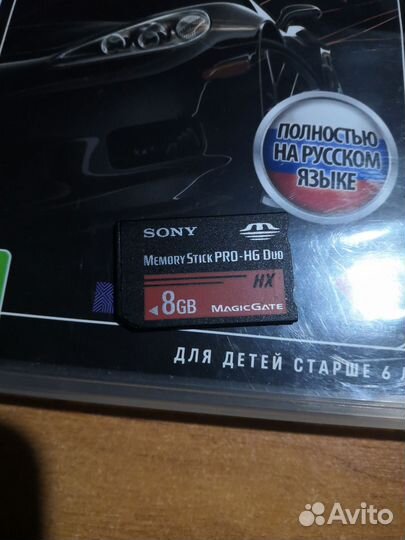 ПОЛНОСТЬЮ
НА РУССКОМ
ЯЗЫКЕ
SONY
MEMORY STICK PRO-HG DUO
HX
8GB
MAGICGATE
ДЛЯ ДЕТЕЙ СТАРШЕ 6 Л
Avito